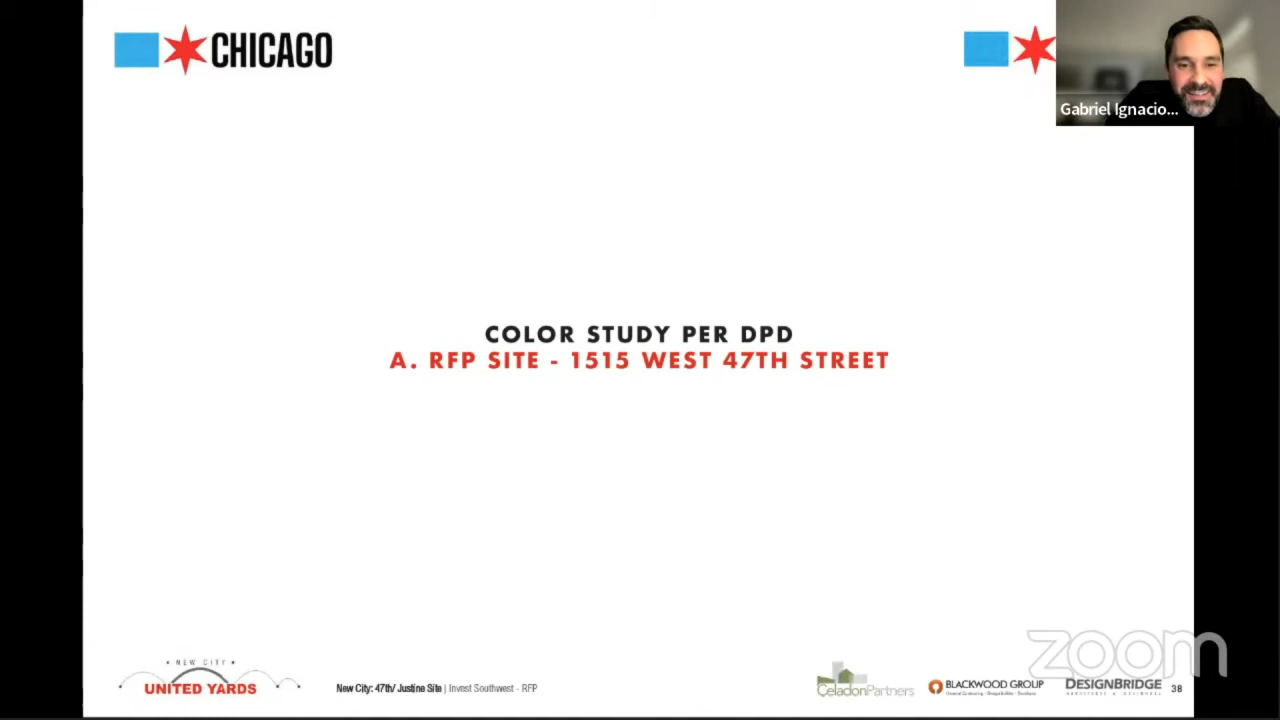 CHICAGO
Gabriel Ignacio...
COLOR STUDY PER DPD
A. RFP SITE - 1515 WEST 47TH STREET
NEW CITY
UNITED YARDS
New City: 47th/ Justine Site | Invest Southwest - RFP
CeladonPartners
BLACKWOOD GROUP
DESIGNBRIDGE
38
zoom